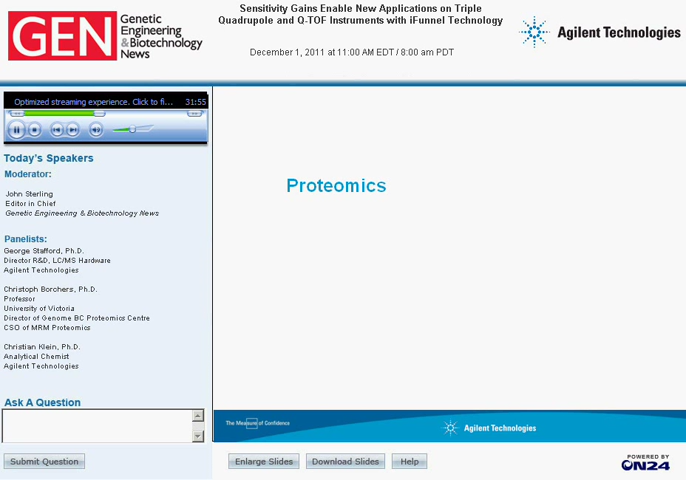 GEN
Genetic
Engineering
& Biotechnology
News
Sensitivity Gains Enable New Applications on Triple
Quadrupole and Q-TOF Instruments with iFunnel Technology
December 1, 2011 at 11:00 AM EDT / 8:00 am PDT
Agilent Technologies
Optimized streaming experience. Click to fi... 31:55
Today's Speakers
Moderator:
John Sterling
Editor in Chief
Genetic Engineering & Biotechnology News
Panelists:
George Stafford, Ph.D.
Director R&D, LC/MS Hardware
Agilent Technologies
Christoph Borchers, Ph.D.
Professor
University of Victoria
Director of Genome BC Proteomics Centre
CSO of MRM Proteomics
Christian Klein, Ph.D.
Analytical Chemist
Agilent Technologies
Ask A Question
Submit Question
Proteomics
The Measure of Confidence
Agilent Technologies
Enlarge Slides
Download Slides
Help
POWERED BY
ON24